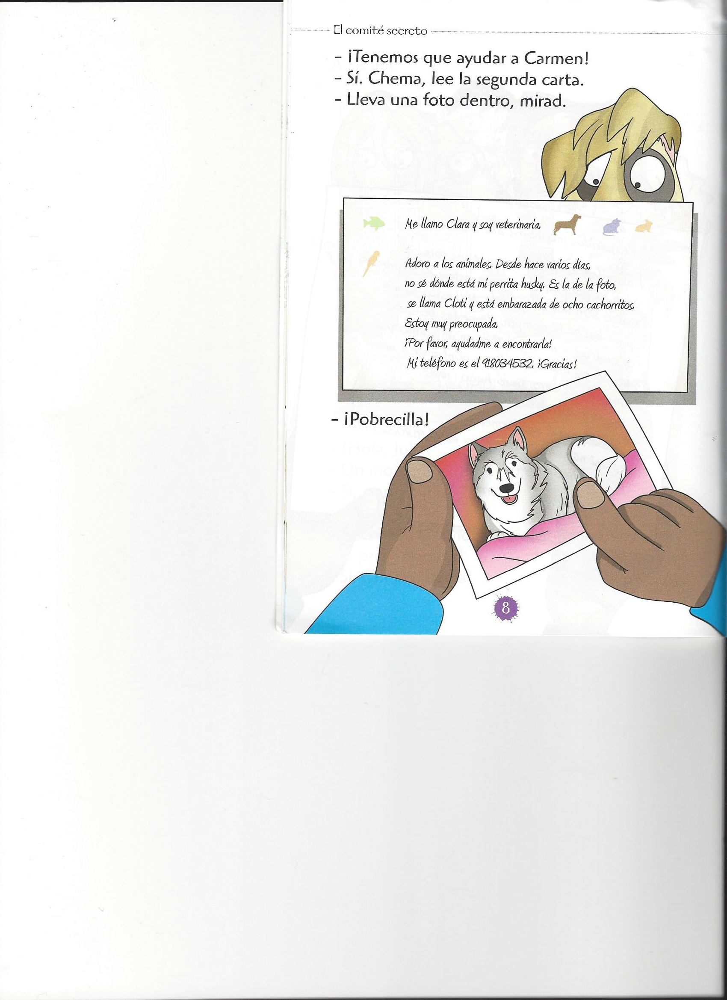 El comité secreto
- ¡Tenemos que ayudar a Carmen!
- Sí. Chema, lee la segunda carta.
- Lleva una foto dentro, mirad.
Me llamo Clara y soy veterinaria.
Adoro a los animales. Desde hace varios días,
no sé dónde está mi perrita husky. Es la de la foto,
se llama Cloti y está embarazada de ocho cachorritos.
Estoy muy preocupada.
¡Por favor, ayudadme a encontrarla!
Mi teléfono es el 918034532. ¡Gracias!
- ¡Pobrecilla!
8